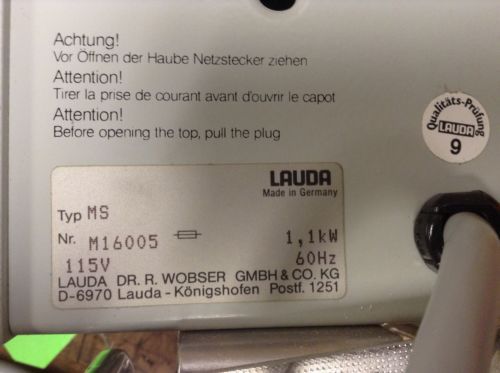 Achtung!
Vor Öffnen der Haube Netzstecker ziehen
Attention!
Tirer la prise de courant avant d'ouvrir le capot
Attention!
Before opening the top, pull the plug
Qualitäts-Prüfung
LAUDA
9
LAUDA
Made in Germany
Typ MS
Nr. M16005 1,1kW
115V 60Hz
LAUDA DR. R. WOBSER GMBH & CO. KG
D-6970 Lauda - Königshofen Postf. 1251